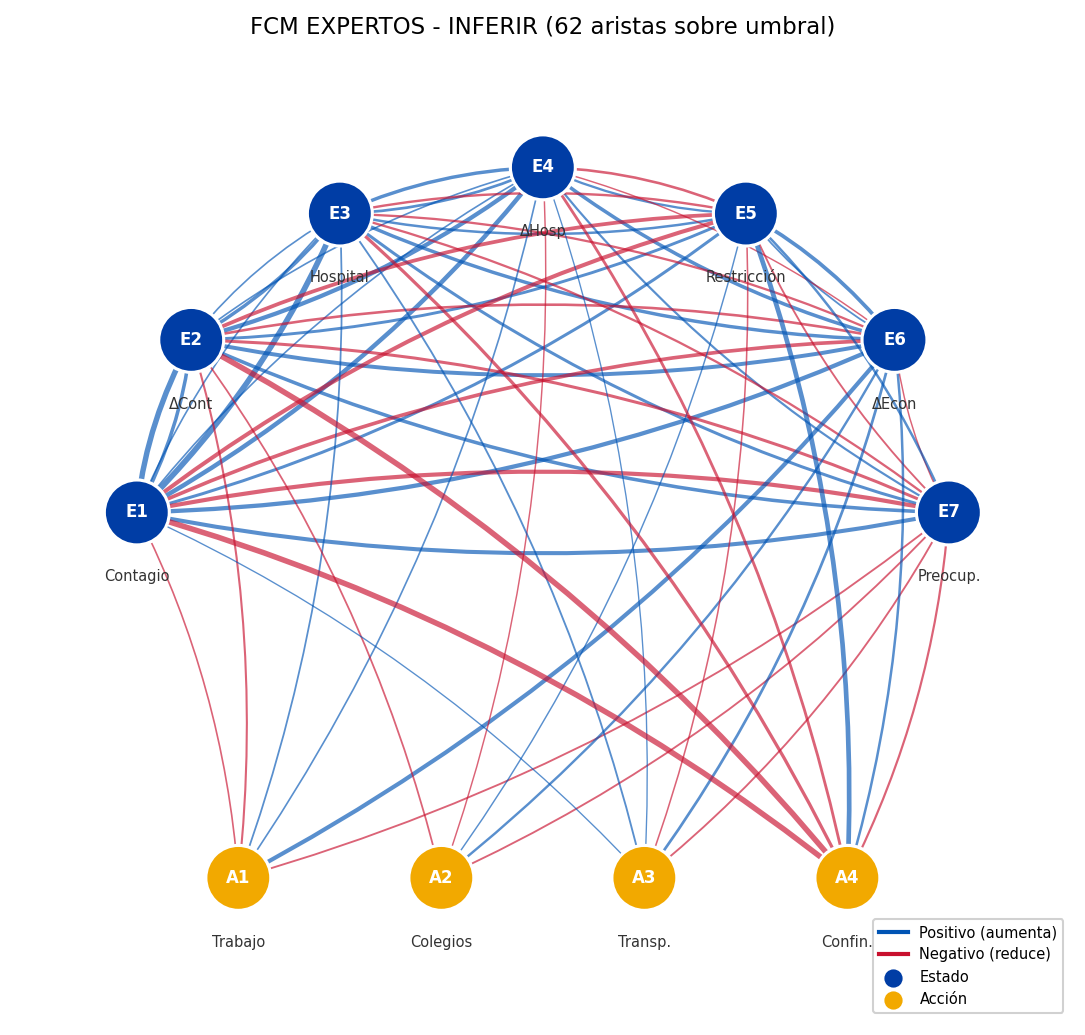 FCM EXPERTOS - INFERIR (62 aristas sobre umbral)
E4
ΔHosp
E3
Hospital
E5
Restricción
E2
ΔCont
E6
ΔEcon
E1
Contagio
E7
Preocup.
A1
Trabajo
A2
Colegios
A3
Transp.
A4
Confin.
Positivo (aumenta)
Negativo (reduce)
Estado
Acción